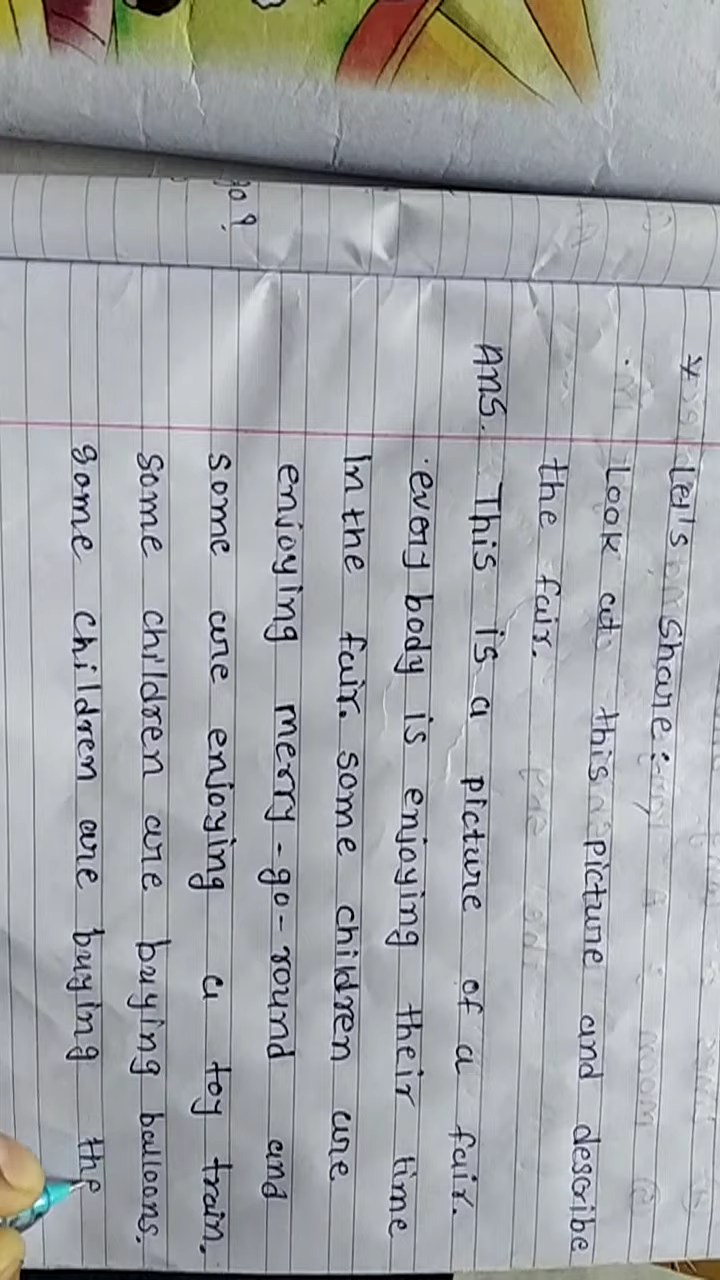 go?
* Let's share :
Look at this picture and describe
the fair.
Ans. This is a picture of a fair.
every body is enjoying their time
In the fair. some children are
enjoying merry-go-round and
some are enjoying a toy train.
Some children are buying balloons.
Some children are buying the